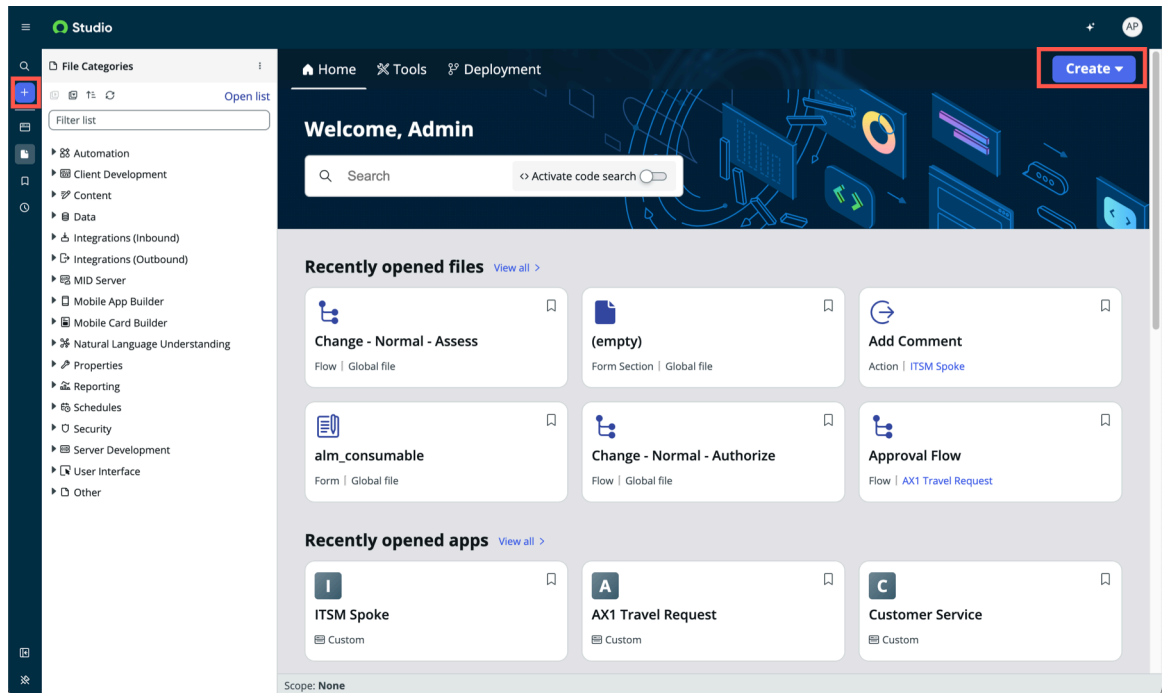 Studio
AP
File Categories
Open list
Filter list
Automation
Client Development
Content
Data
Integrations (Inbound)
Integrations (Outbound)
MID Server
Mobile App Builder
Mobile Card Builder
Natural Language Understanding
Properties
Reporting
Schedules
Security
Server Development
User Interface
Other
Home Tools Deployment
Create
Welcome, Admin
Search <> Activate code search
Recently opened files View all >
Change - Normal - Assess
Flow | Global file
(empty)
Form Section | Global file
Add Comment
Action | ITSM Spoke
alm_consumable
Form | Global file
Change - Normal - Authorize
Flow | Global file
Approval Flow
Flow | AX1 Travel Request
Recently opened apps View all >
I
ITSM Spoke
Custom
A
AX1 Travel Request
Custom
C
Customer Service
Custom
Scope: None